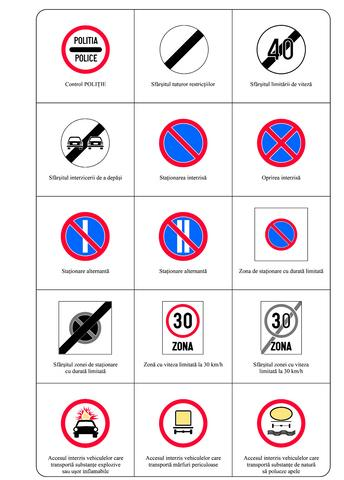 POLITIA
POLICE
Control POLIȚIE
Sfârșitul tuturor restricțiilor
40
Sfârșitul limitării de viteză
Sfârșitul interzicerii de a depăși
Staționarea interzisă
Oprirea interzisă
Staționare alternantă
Staționare alternantă
Zona de staționare cu durată limitată
Sfârșitul zonei de staționare
cu durată limitată
30
ZONA
Zonă cu viteza limitată la 30 km/h
30
ZONA
Sfârșitul zonei cu viteza
limitată la 30 km/h
Accesul interzis vehiculelor care
transportă substanțe explozive
sau ușor inflamabile
Accesul interzis vehiculelor care
transportă mărfuri periculoase
Accesul interzis vehiculelor care
transportă substanțe de natură
să polueze apele